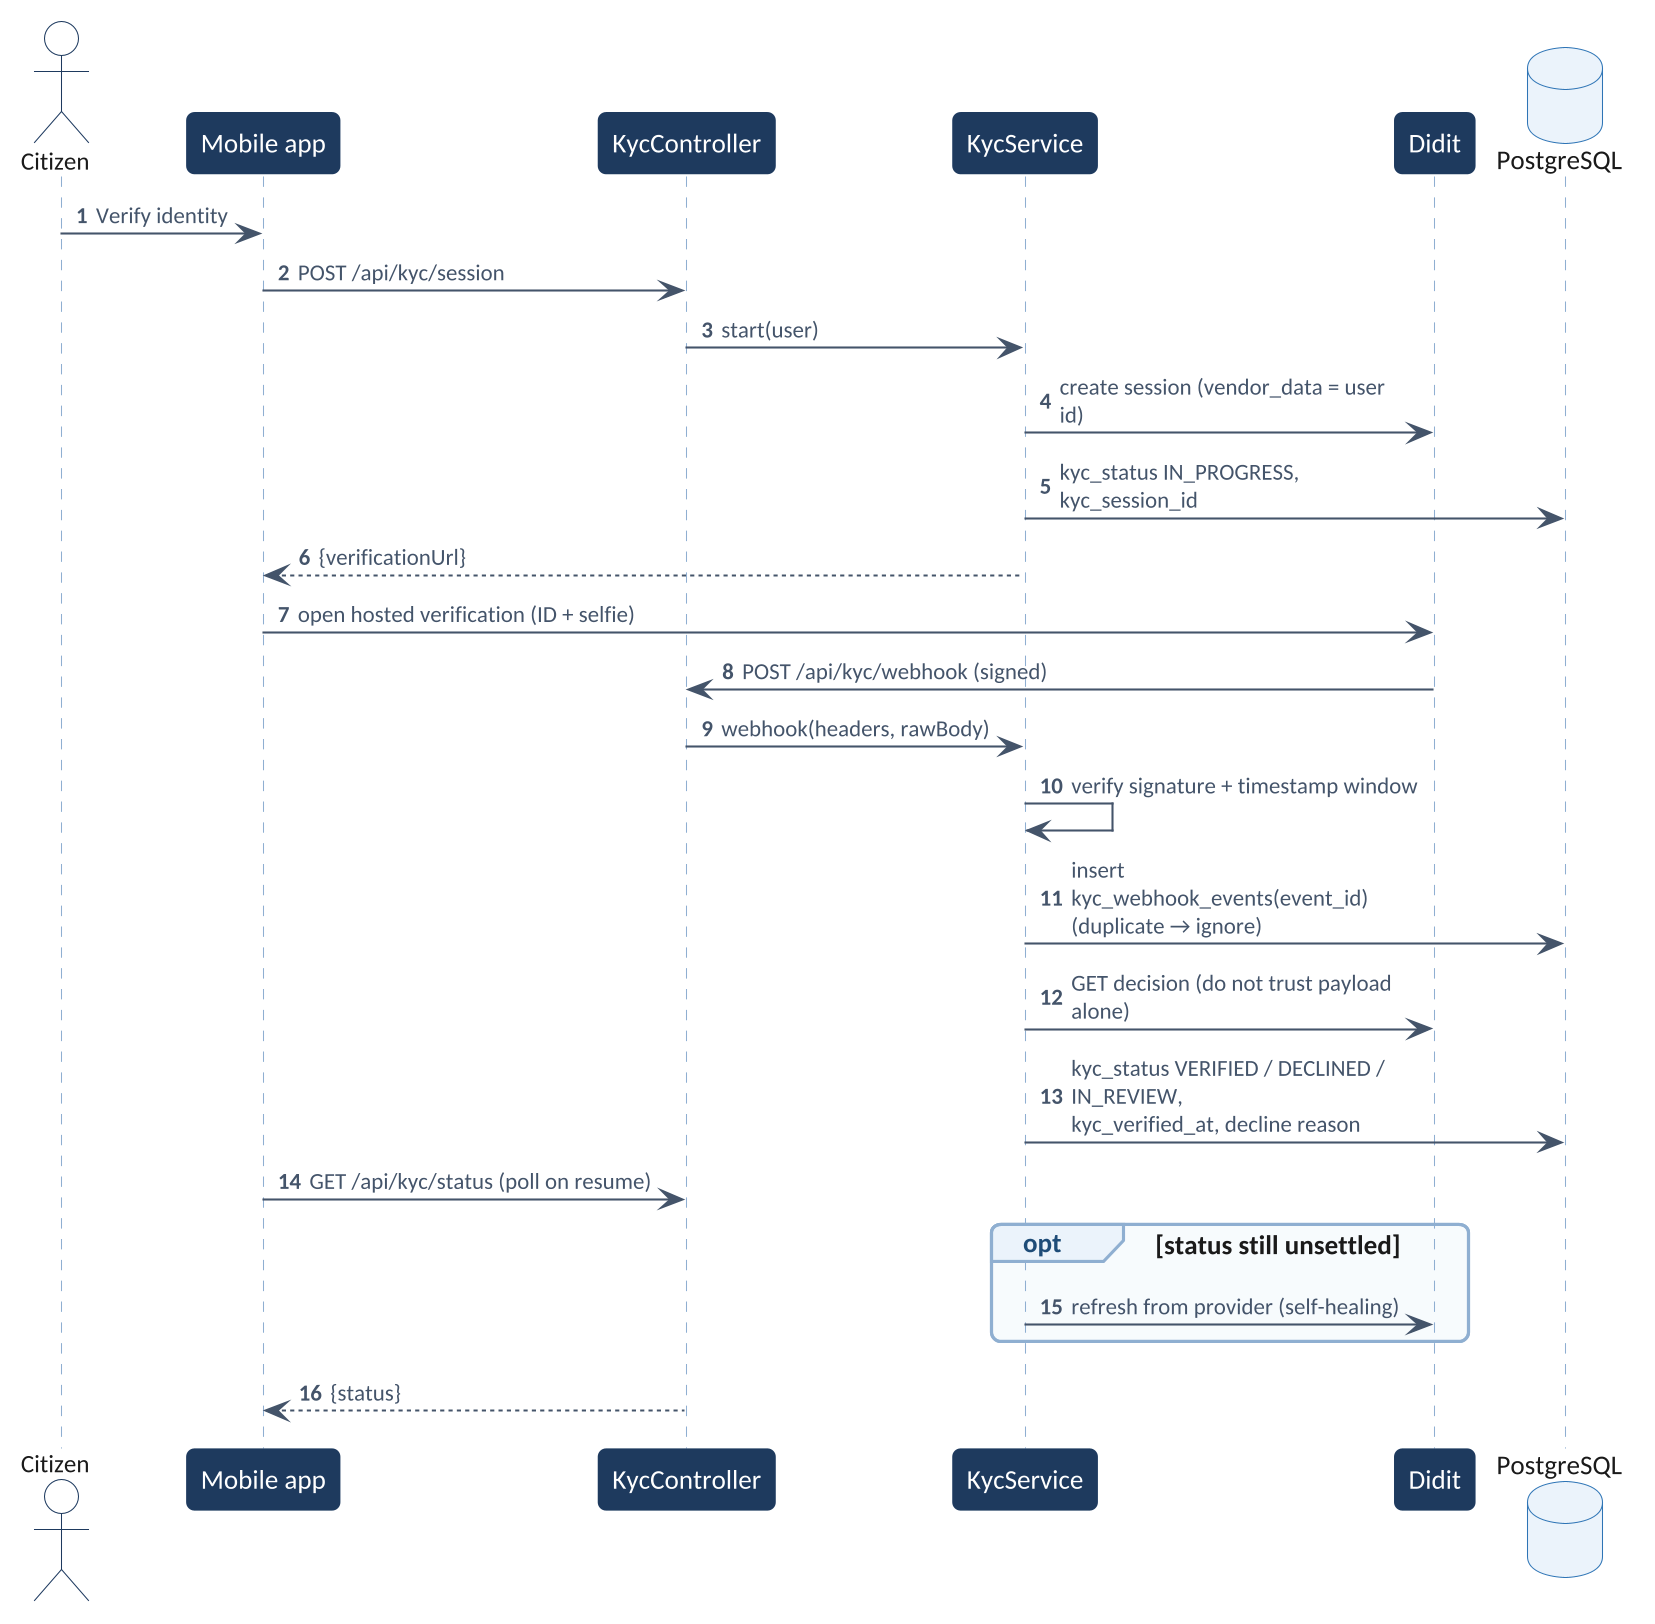 Citizen
Mobile app
KycController
KycService
Didit
PostgreSQL
1 Verify identity
2 POST /api/kyc/session
3 start(user)
4 create session (vendor_data = user
id)
5 kyc_status IN_PROGRESS,
kyc_session_id
6 {verificationUrl}
7 open hosted verification (ID + selfie)
8 POST /api/kyc/webhook (signed)
9 webhook(headers, rawBody)
10 verify signature + timestamp window
insert
11 kyc_webhook_events(event_id)
(duplicate → ignore)
12 GET decision (do not trust payload
alone)
kyc_status VERIFIED / DECLINED /
13 IN_REVIEW,
kyc_verified_at, decline reason
14 GET /api/kyc/status (poll on resume)
opt [status still unsettled]
15 refresh from provider (self-healing)
16 {status}
Citizen
Mobile app
KycController
KycService
Didit
PostgreSQL